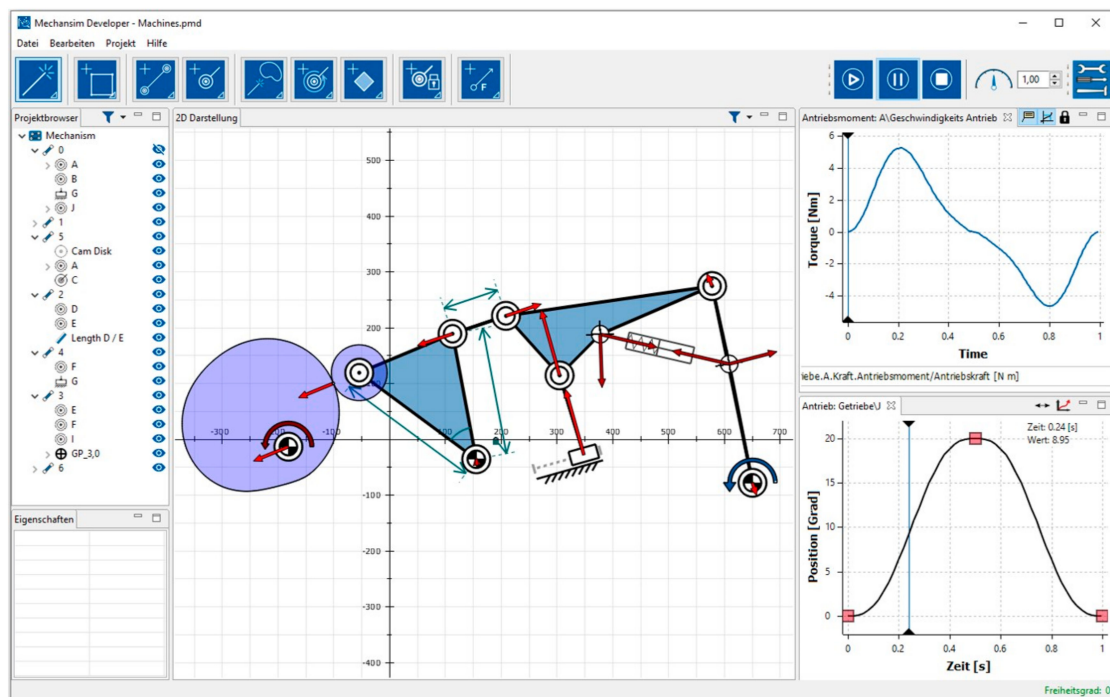 Mechansim Developer - Machines.pmd
Datei Bearbeiten Projekt Hilfe
F
1,00
Projektbrowser
Mechanism
0
A
B
G
J
1
5
Cam Disk
A
C
2
D
E
Length D / E
4
F
G
3
E
F
I
GP_3,0
6
Eigenschaften
2D Darstellung
500
400
300
200
-300 -100 100 200 300 400 500 600 700
-100
-200
-300
-400
Antriebsmoment: A\Geschwindigkeits Antrieb
Torque [Nm]
6
4
2
0
-2
-4
0 0.2 0.4 0.6 0.8 1
Time
iebe.A.Kraft.Antriebsmoment/Antriebskraft [N m]
Antrieb: Getriebe\J
Zeit: 0.24 [s]
Wert: 8.95
Position [Grad]
20
15
10
5
0
0 0.2 0.4 0.6 0.8 1
Zeit [s]
Freiheitsgrad: 0